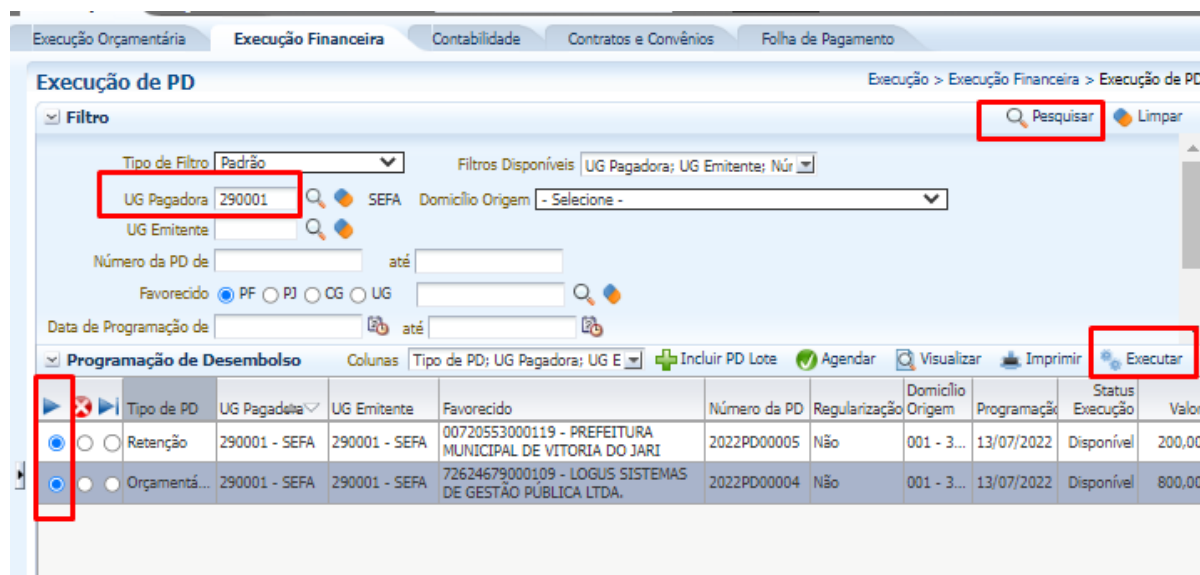 Execução Orçamentária Execução Financeira Contabilidade Contratos e Convênios Folha de Pagamento
Execução de PD Execução > Execução Financeira > Execução de PD
Filtro Pesquisar Limpar
Tipo de Filtro Padrão Filtros Disponíveis UG Pagadora; UG Emitente; Núr
UG Pagadora 290001 SEFA Domicílio Origem - Selecione -
UG Emitente
Número da PD de até
Favorecido PF PJ CG UG
Data de Programação de até
Programação de Desembolso Colunas Tipo de PD; UG Pagadora; UG E Incluir PD Lote Agendar Visualizar Imprimir Executar
Tipo de PD UG Pagadora UG Emitente Favorecido Número da PD Regularização Domicílio Origem Programaçã Status Execução Valor
Retenção 290001 - SEFA 290001 - SEFA 00720553000119 - PREFEITURA MUNICIPAL DE VITORIA DO JARI 2022PD00005 Não 001 - 3... 13/07/2022 Disponível 200,00
Orçamentá... 290001 - SEFA 290001 - SEFA 72624679000109 - LOGUS SISTEMAS DE GESTÃO PÚBLICA LTDA. 2022PD00004 Não 001 - 3... 13/07/2022 Disponível 800,00